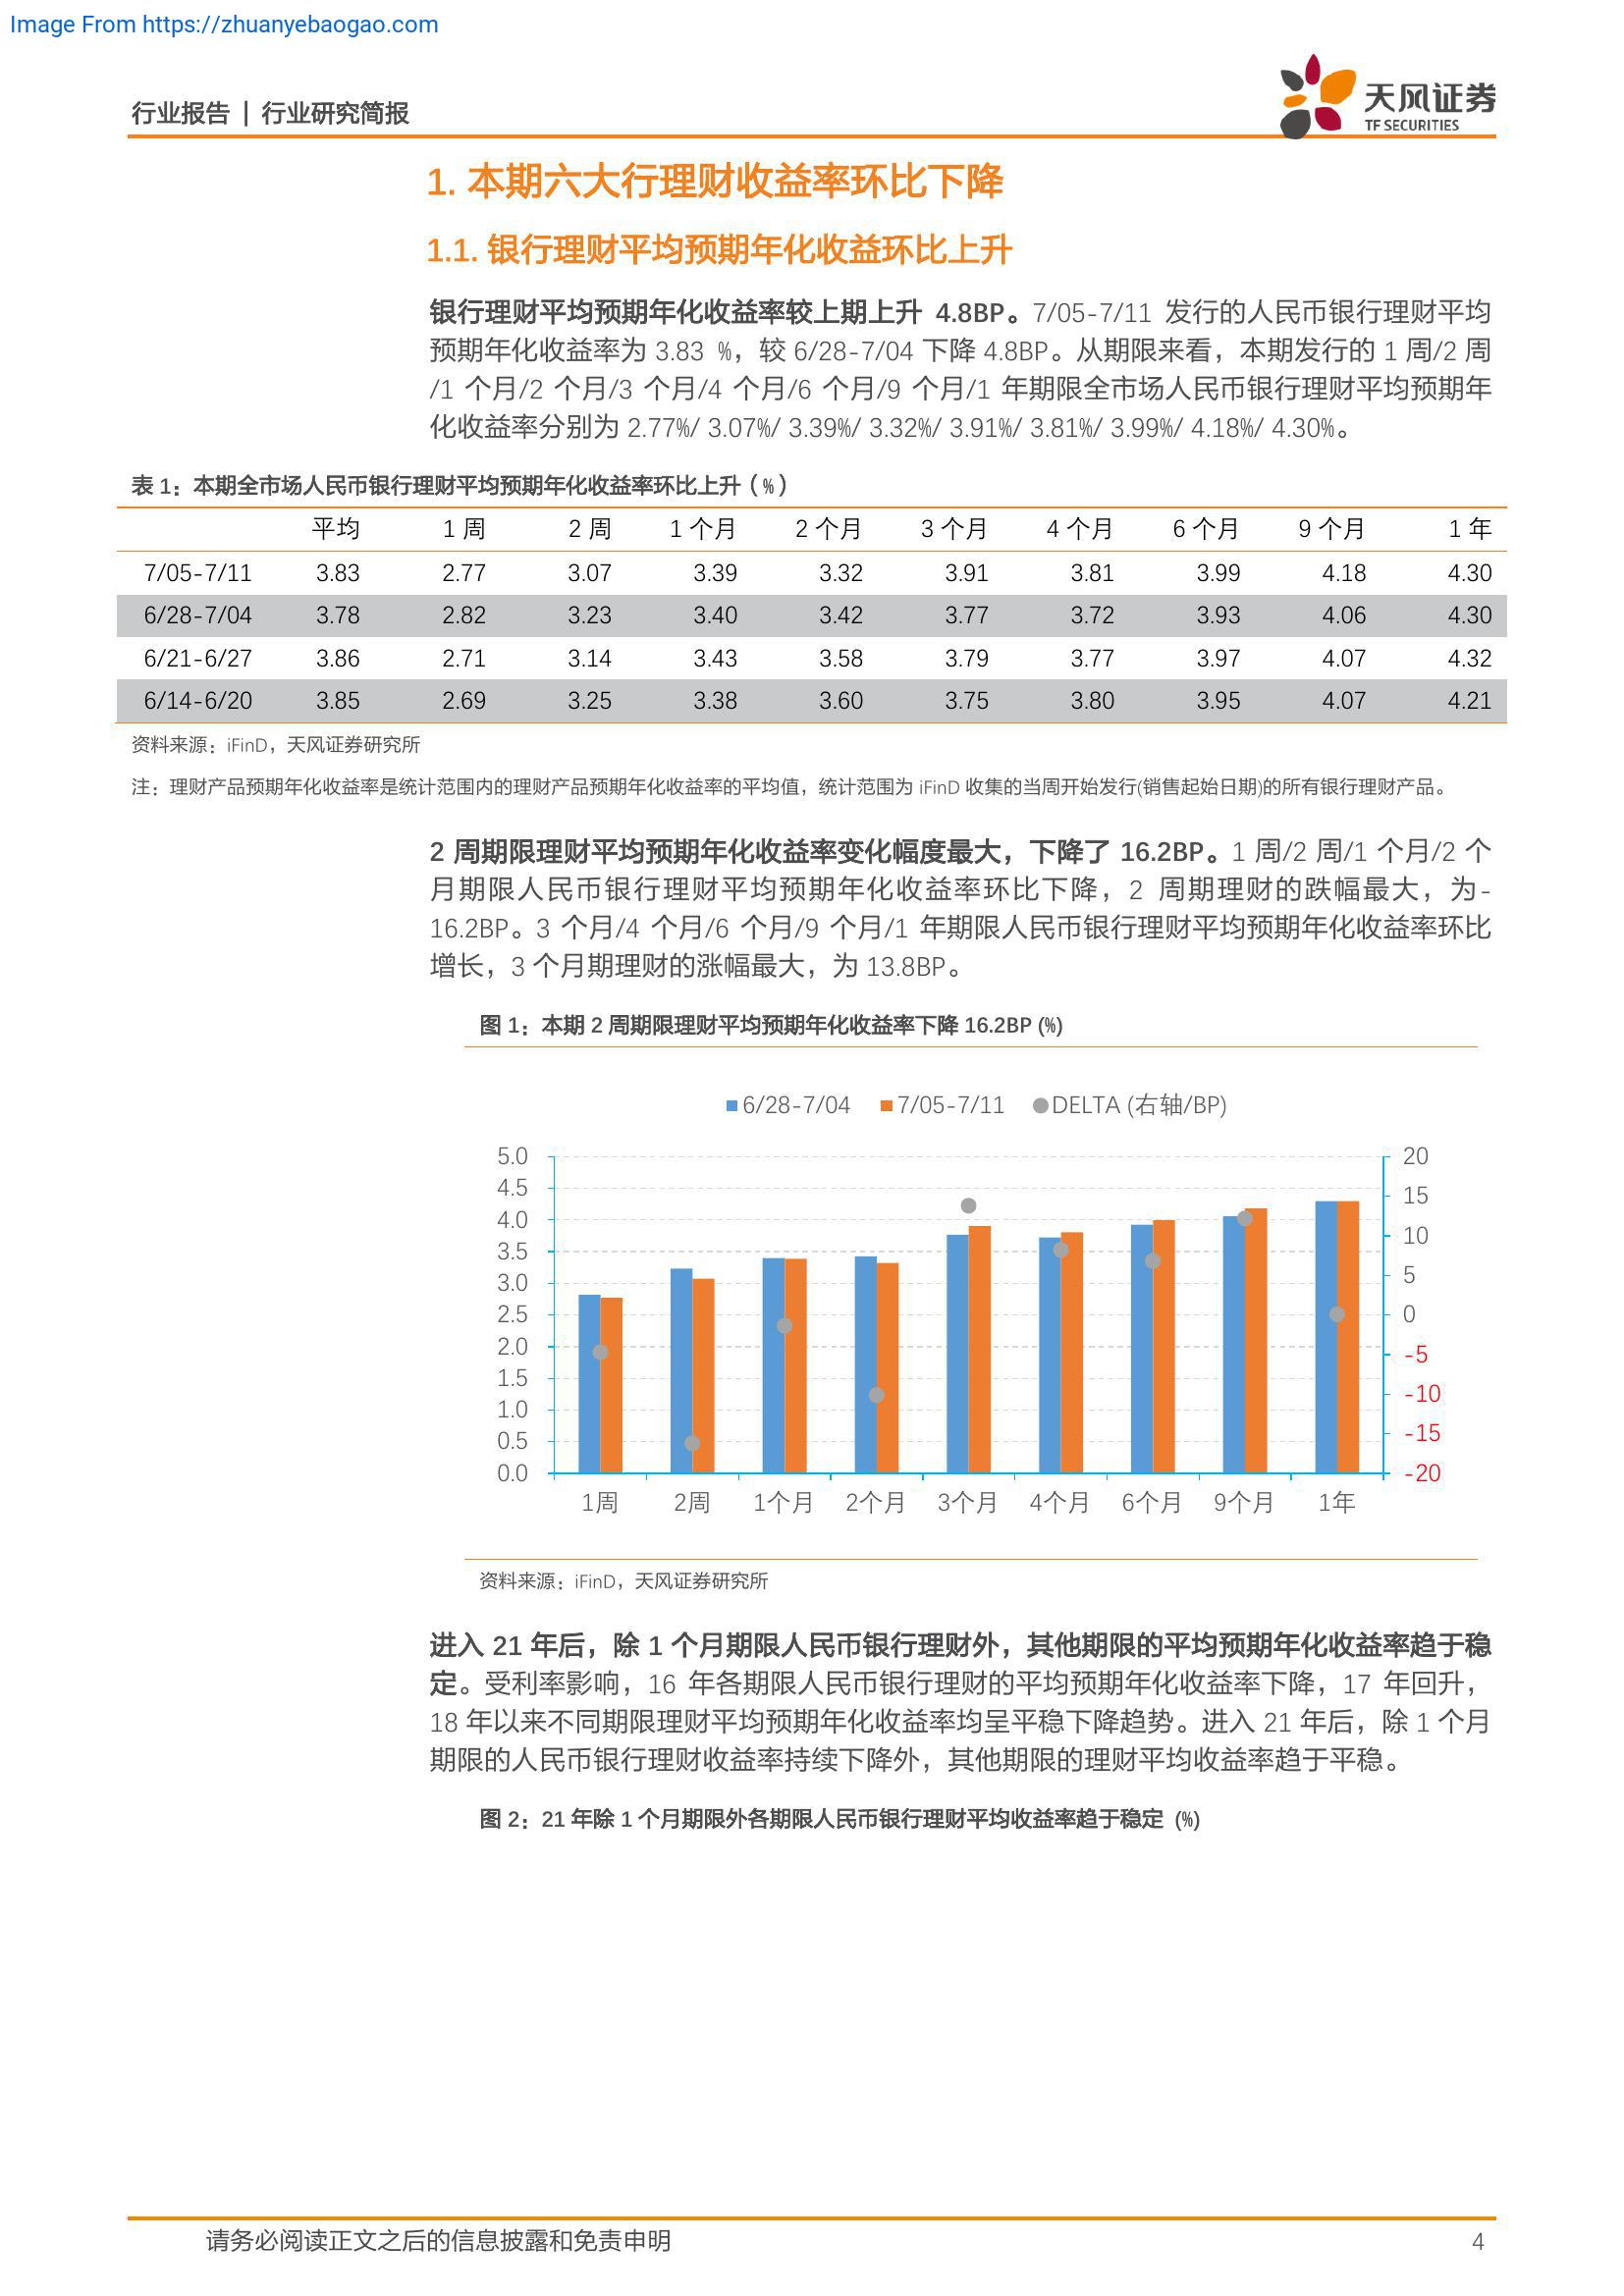 Image From https://zhuanyebaogao.com
行业报告 | 行业研究简报
天风证券
TF SECURITIES
1. 本期六大行理财收益率环比下降
1.1. 银行理财平均预期年化收益环比上升
银行理财平均预期年化收益率较上期上升 4.8BP。7/05-7/11 发行的人民币银行理财平均
预期年化收益率为 3.83 %，较 6/28-7/04 下降 4.8BP。从期限来看，本期发行的 1 周/2 周
/1 个月/2 个月/3 个月/4 个月/6 个月/9 个月/1 年期限全市场人民币银行理财平均预期年
化收益率分别为 2.77%/ 3.07%/ 3.39%/ 3.32%/ 3.91%/ 3.81%/ 3.99%/ 4.18%/ 4.30%。
表 1：本期全市场人民币银行理财平均预期年化收益率环比上升（%）
平均 1 周 2 周 1 个月 2 个月 3 个月 4 个月 6 个月 9 个月 1 年
7/05-7/11 3.83 2.77 3.07 3.39 3.32 3.91 3.81 3.99 4.18 4.30
6/28-7/04 3.78 2.82 3.23 3.40 3.42 3.77 3.72 3.93 4.06 4.30
6/21-6/27 3.86 2.71 3.14 3.43 3.58 3.79 3.77 3.97 4.07 4.32
6/14-6/20 3.85 2.69 3.25 3.38 3.60 3.75 3.80 3.95 4.07 4.21
资料来源：iFinD，天风证券研究所
注：理财产品预期年化收益率是统计范围内的理财产品预期年化收益率的平均值，统计范围为 iFinD 收集的当周开始发行(销售起始日期)的所有银行理财产品。
2 周期限理财平均预期年化收益率变化幅度最大，下降了 16.2BP。1 周/2 周/1 个月/2 个
月期限人民币银行理财平均预期年化收益率环比下降，2 周期理财的跌幅最大，为-
16.2BP。3 个月/4 个月/6 个月/9 个月/1 年期限人民币银行理财平均预期年化收益率环比
增长，3 个月期理财的涨幅最大，为 13.8BP。
图 1：本期 2 周期限理财平均预期年化收益率下降 16.2BP (%)
6/28-7/04 7/05-7/11 DELTA (右轴/BP)
5.0 20
4.5 15
4.0 10
3.5 5
3.0 0
2.5 -5
2.0 -10
1.5 -15
1.0 -20
0.5
0.0
1周 2周 1个月 2个月 3个月 4个月 6个月 9个月 1年
资料来源：iFinD，天风证券研究所
进入 21 年后，除 1 个月期限人民币银行理财外，其他期限的平均预期年化收益率趋于稳
定。受利率影响，16 年各期限人民币银行理财的平均预期年化收益率下降，17 年回升，
18 年以来不同期限理财平均预期年化收益率均呈平稳下降趋势。进入 21 年后，除 1 个月
期限的人民币银行理财收益率持续下降外，其他期限的理财平均收益率趋于平稳。
图 2：21 年除 1 个月期限外各期限人民币银行理财平均收益率趋于稳定 (%)
请务必阅读正文之后的信息披露和免责申明 4